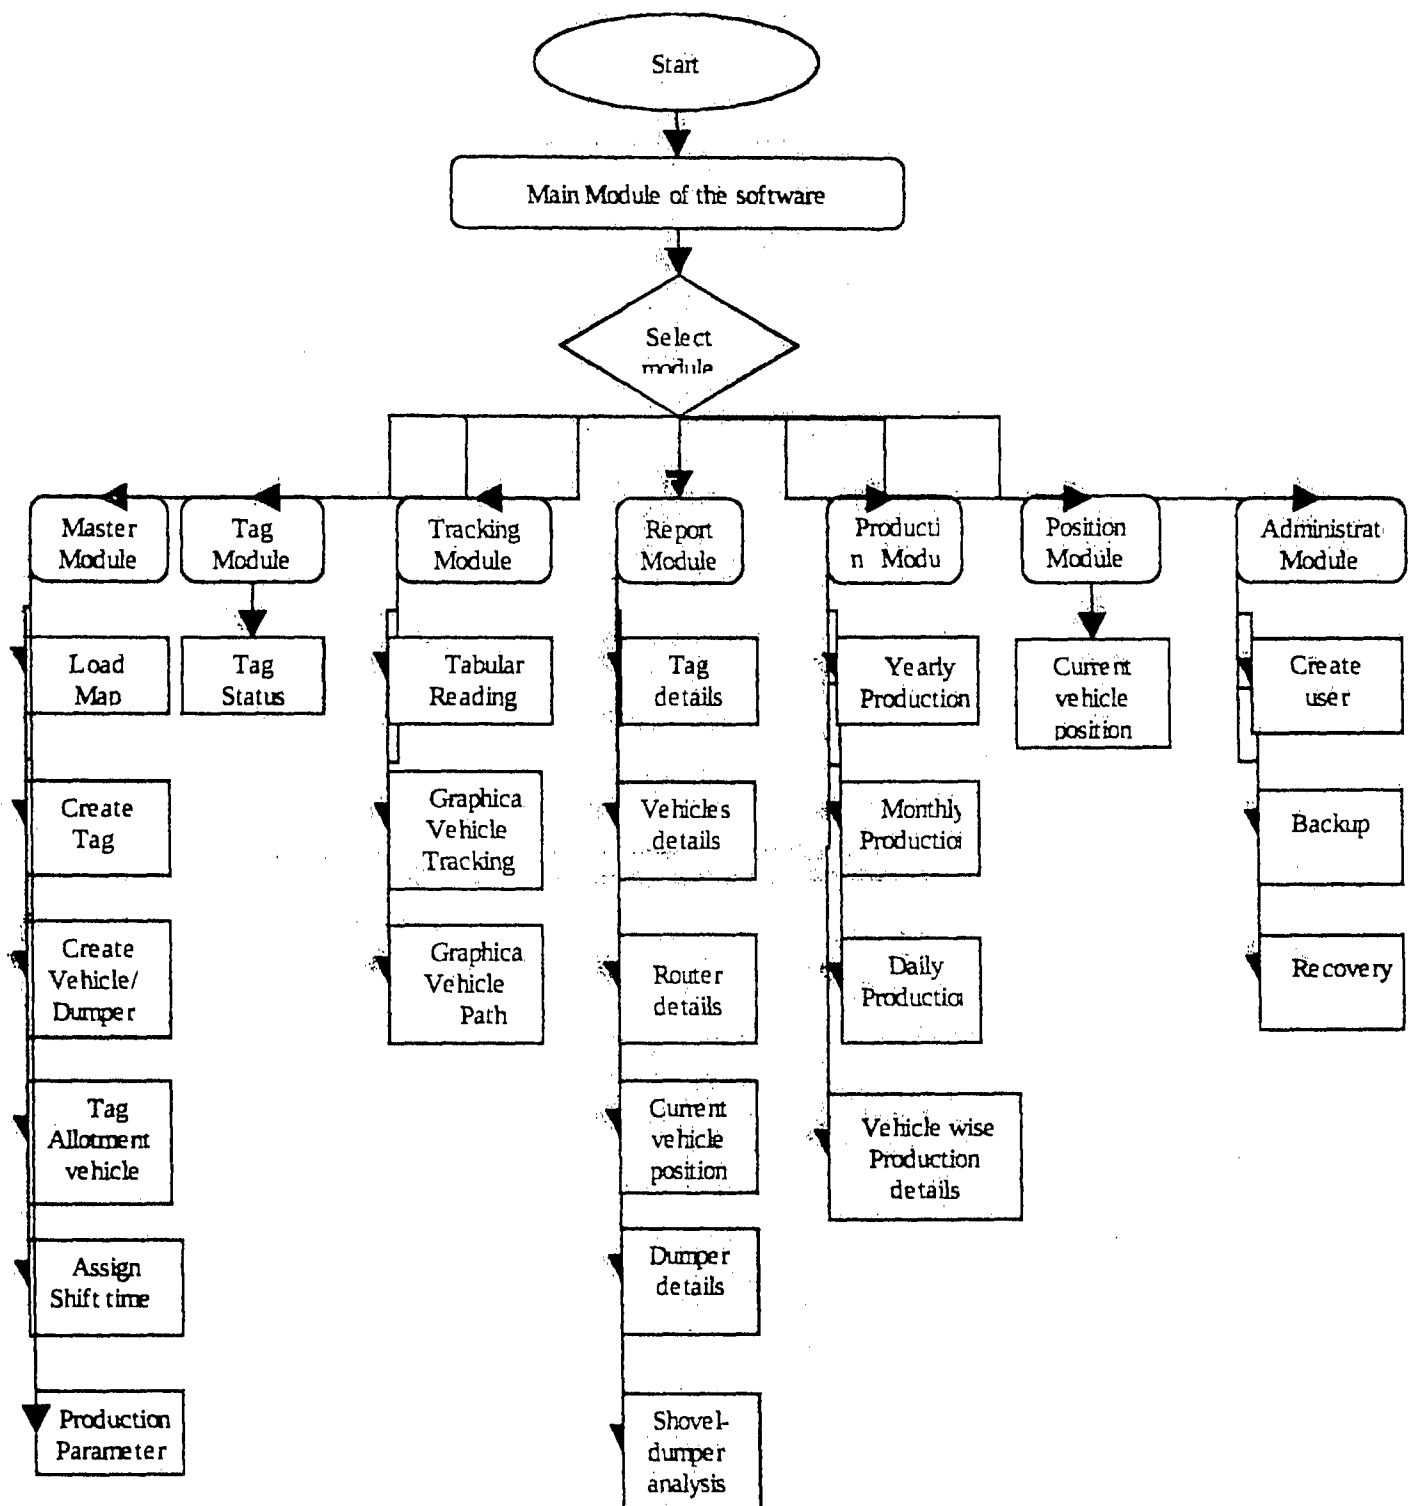 Start
Main Module of the software
Select
module
Master
Module
Tag
Module
Tracking
Module
Report
Module
Producti
n Modu
Position
Module
Administrat
Module
Load
Map
Tag
Status
Tabular
Reading
Tag
details
Yearly
Production
Current
vehicle
position
Create
user
Create
Tag
Graphica
Vehicle
Tracking
Vehicles
details
Monthly
Productio
Backup
Create
Vehicle/
Dumper
Graphica
Vehicle
Path
Router
details
Daily
Productio
Recovery
Tag
Allotment
vehicle
Current
vehicle
position
Vehicle wise
Production
details
Assign
Shift time
Dumper
details
Production
Parameter
Shovel-
dumper
analysis